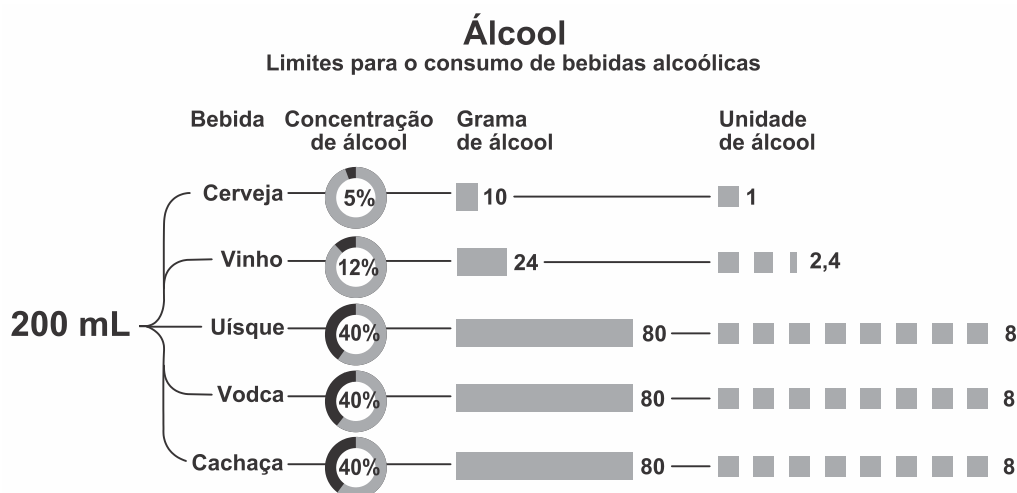 Álcool
Limites para o consumo de bebidas alcoólicas
Bebida Concentração de álcool Grama de álcool Unidade de álcool
200 mL
Cerveja 5% 10 1
Vinho 12% 24 2,4
Uísque 40% 80 8
Vodca 40% 80 8
Cachaça 40% 80 8